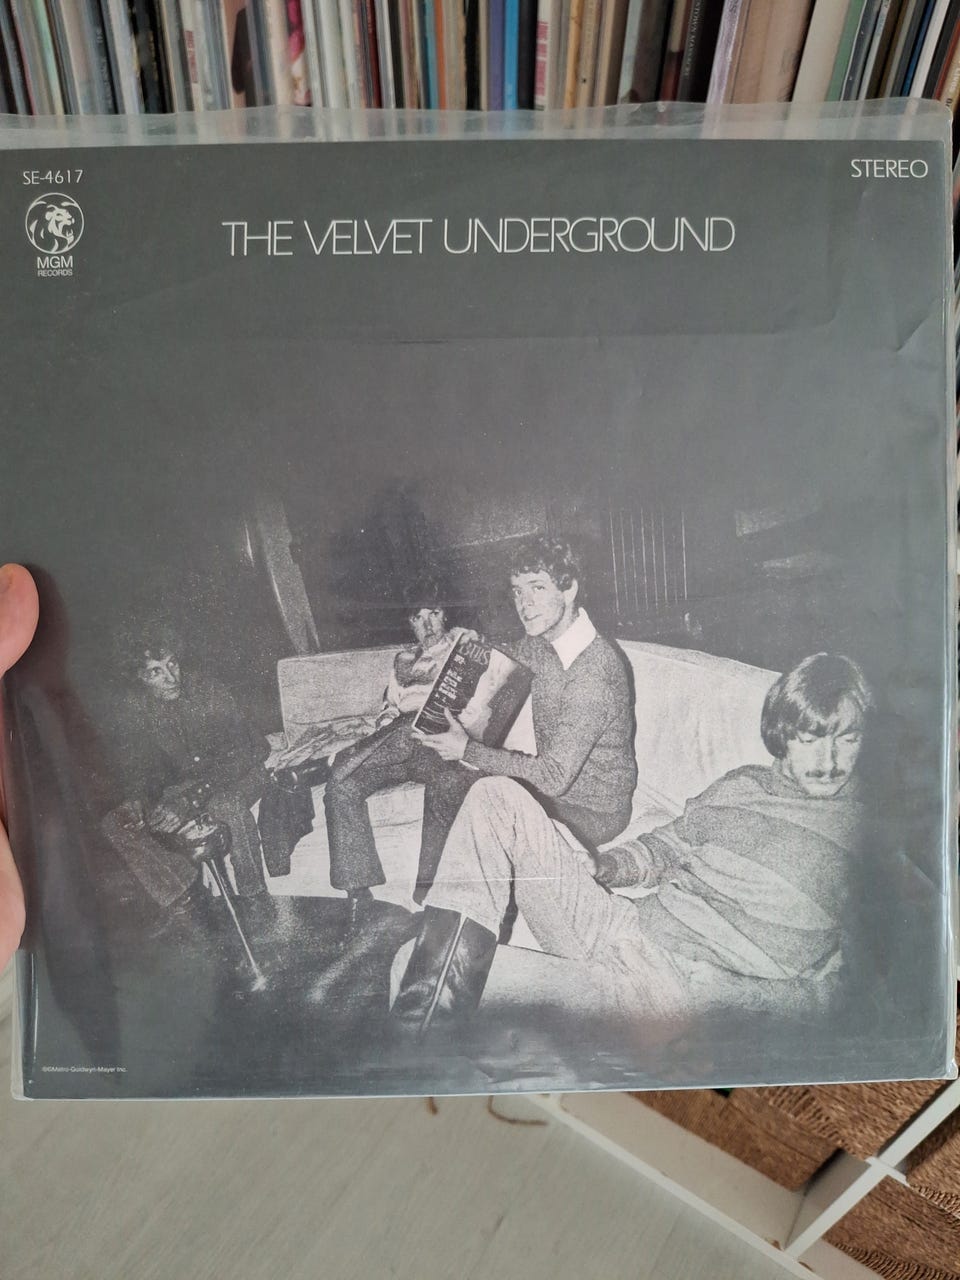 SE-4617
STEREO
MGM
RECORDS
THE VELVET UNDERGROUND
℗©Metro-Goldwyn-Mayer Inc.